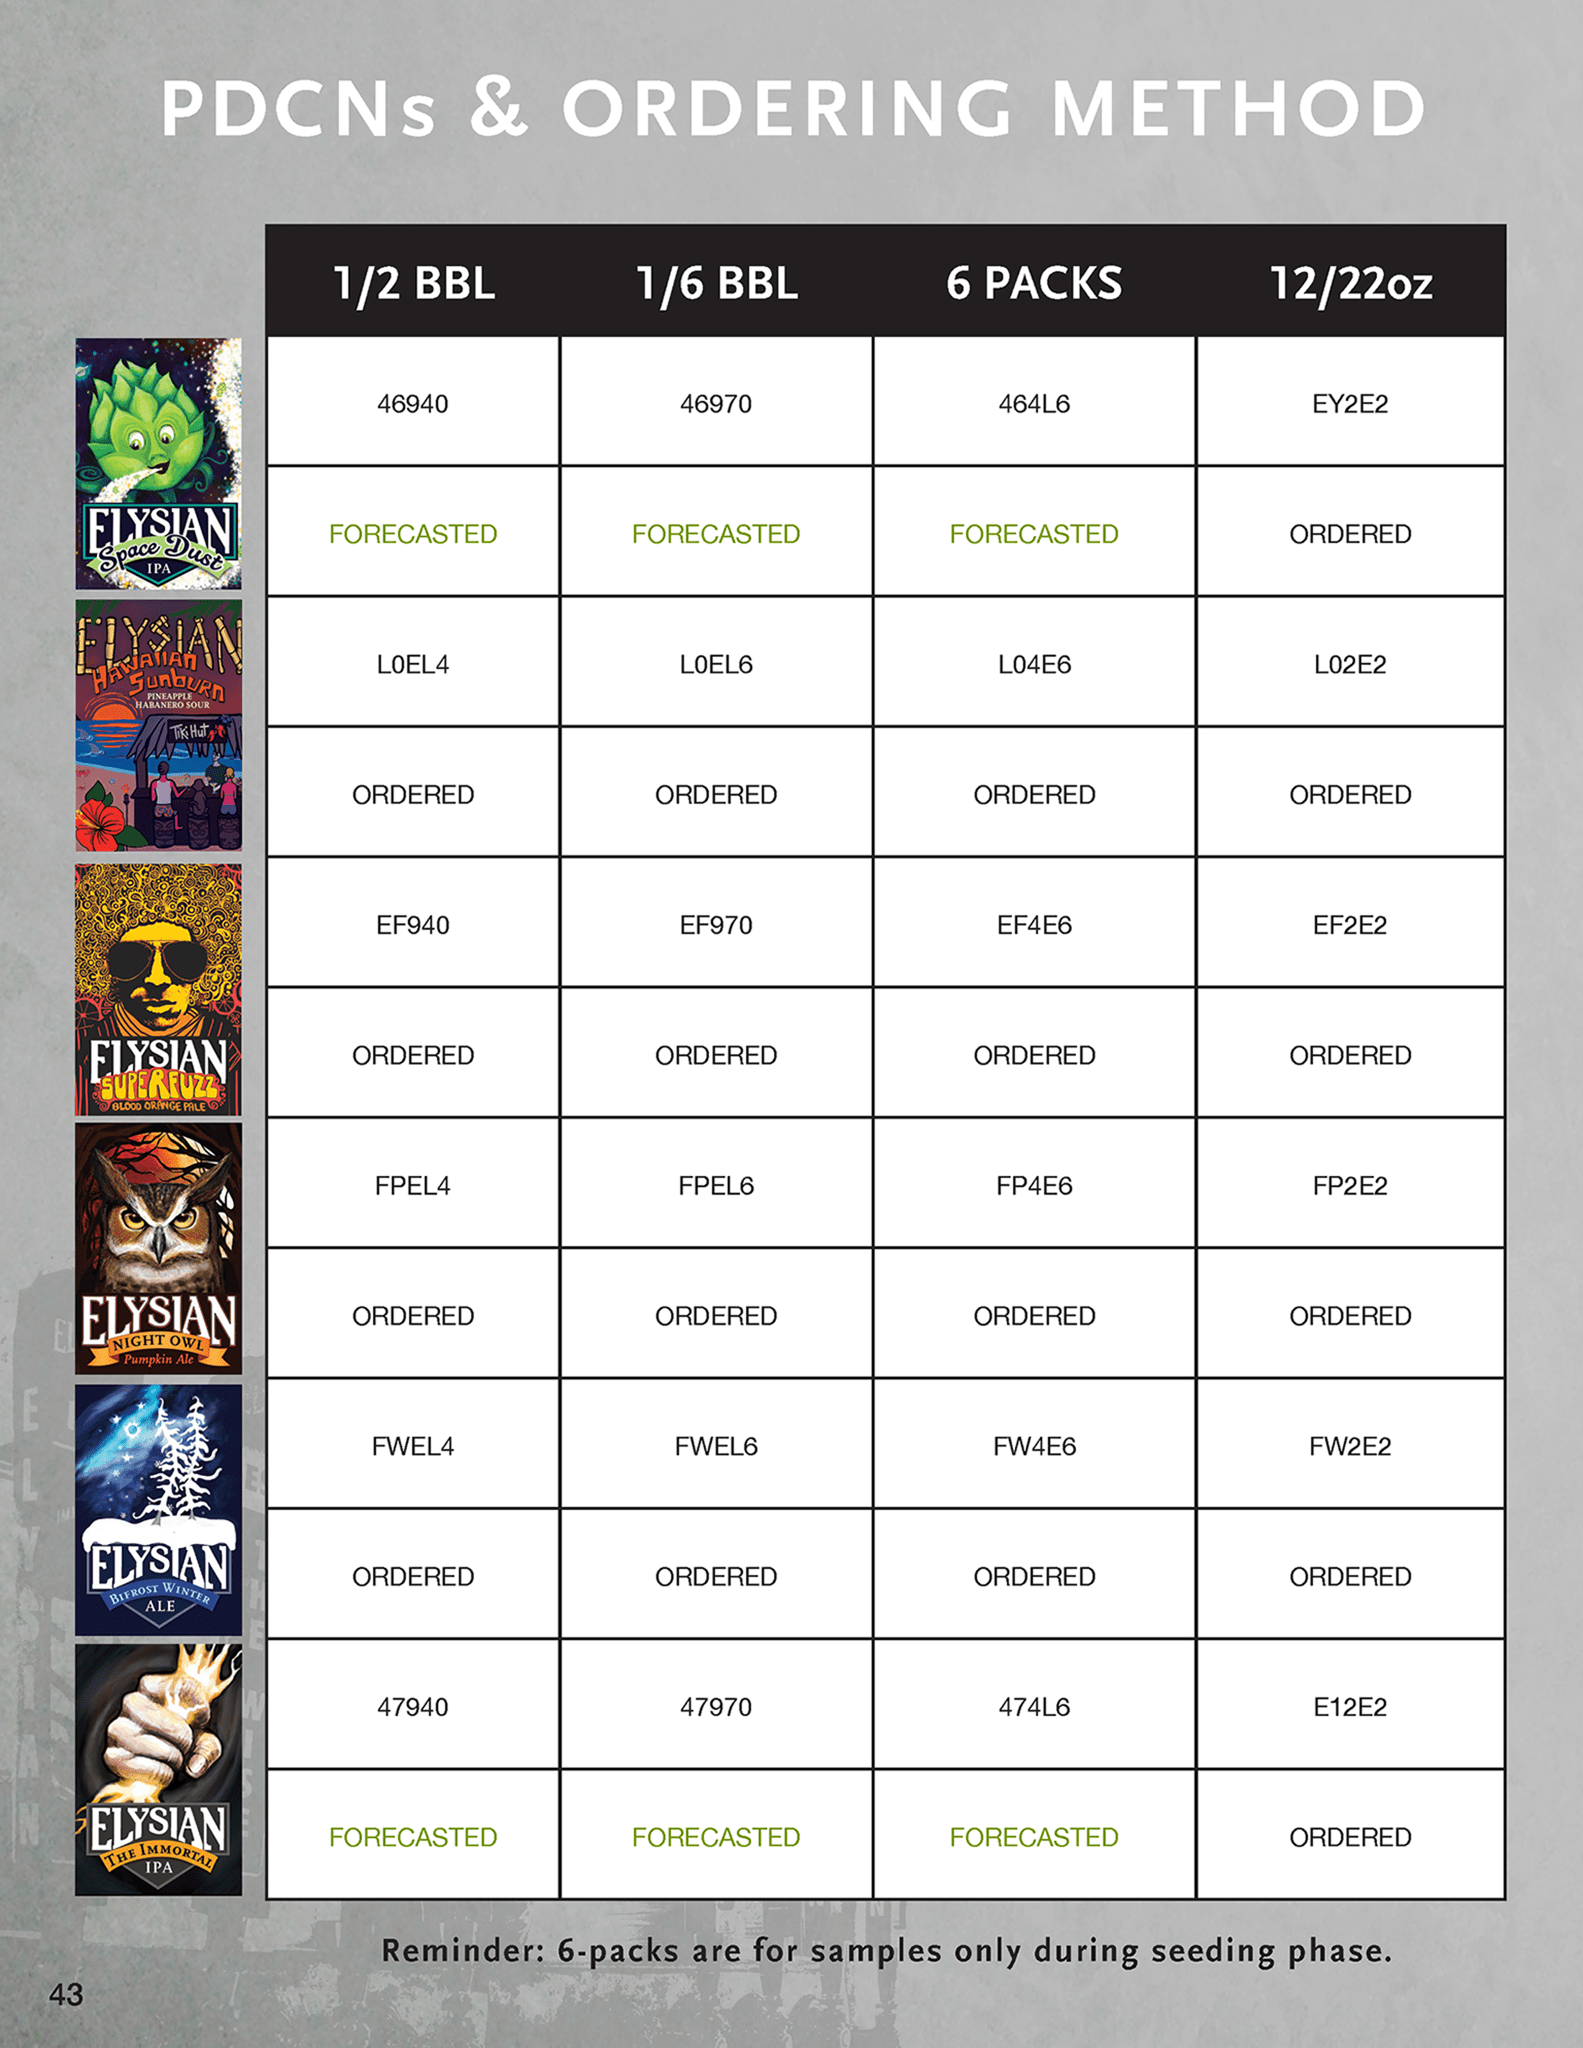 PDCNs & ORDERING METHOD
1/2 BBL 1/6 BBL 6 PACKS 12/22oz
ELYSIAN
Space Dust
IPA
46940 46970 464L6 EY2E2
FORECASTED FORECASTED FORECASTED ORDERED
ELYSIAN
HAWAIIAN
SUNBURN
PINEAPPLE
HABANERO SOUR
TIKI HUT
L0EL4 L0EL6 L04E6 L02E2
ORDERED ORDERED ORDERED ORDERED
ELYSIAN
SUPERFUZZ
BLOOD ORANGE PALE
EF940 EF970 EF4E6 EF2E2
ORDERED ORDERED ORDERED ORDERED
ELYSIAN
NIGHT OWL
Pumpkin Ale
FPEL4 FPEL6 FP4E6 FP2E2
ORDERED ORDERED ORDERED ORDERED
ELYSIAN
BIFROST WINTER
ALE
FWEL4 FWEL6 FW4E6 FW2E2
ORDERED ORDERED ORDERED ORDERED
ELYSIAN
THE IMMORTAL
IPA
47940 47970 474L6 E12E2
FORECASTED FORECASTED FORECASTED ORDERED
Reminder: 6-packs are for samples only during seeding phase.
43